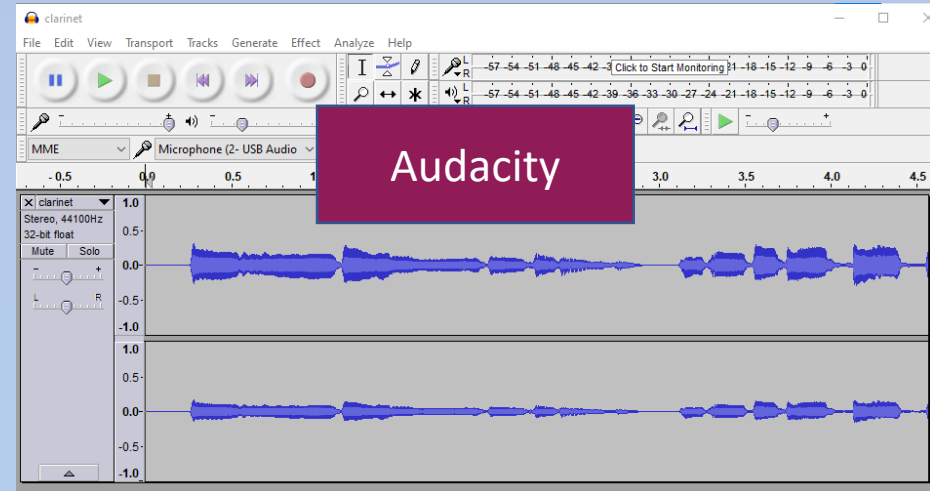 clarinet
File Edit View Transport Tracks Generate Effect Analyze Help
L
R
-57 -54 -51 -48 -45 -42 -3 Click to Start Monitoring 21 -18 -15 -12 -9 -6 -3 0
L
R
-57 -54 -51 -48 -45 -42 -39 -36 -33 -30 -27 -24 -21 -18 -15 -12 -9 -6 -3 0
- +
- +
MME
Microphone (2- USB Audio
Audacity
-0.5 0.0 0.5 1 3.0 3.5 4.0 4.5
clarinet
Stereo, 44100Hz
32-bit float
Mute Solo
- +
L R
1.0
0.5
0.0
-0.5
-1.0
1.0
0.5
0.0
-0.5
-1.0